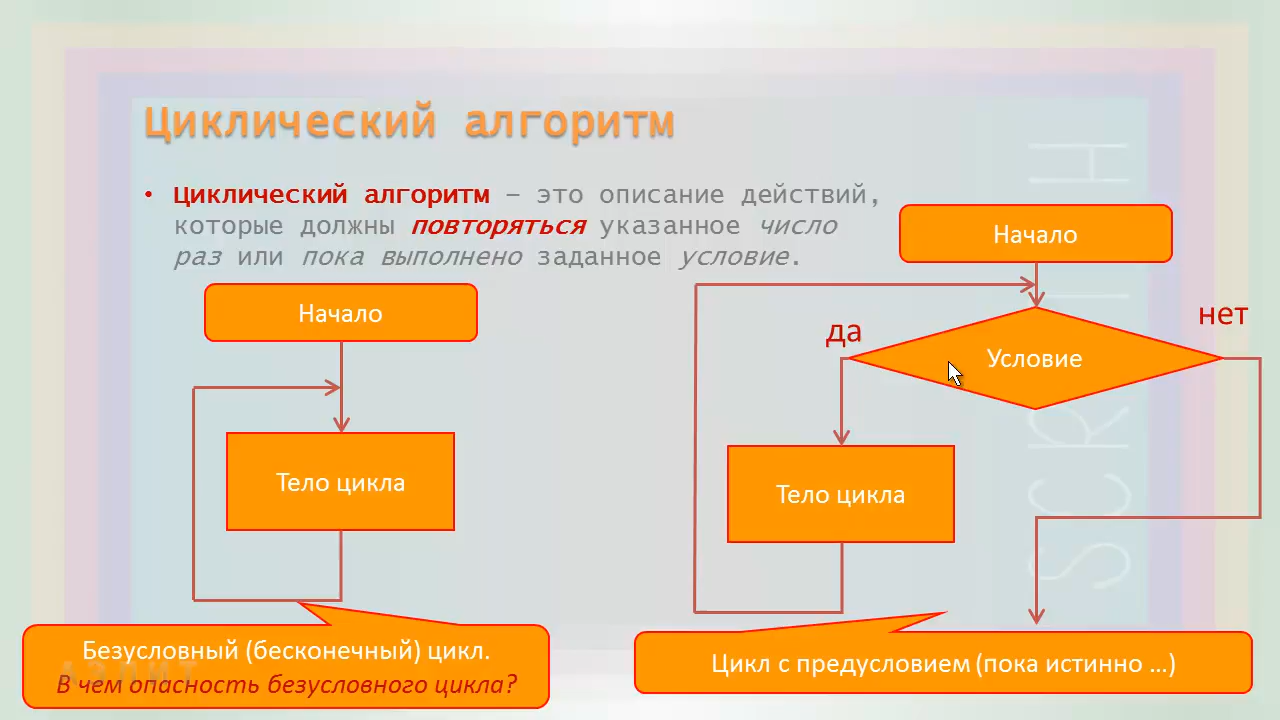 Циклический алгоритм
• Циклический алгоритм – это описание действий,
которые должны повторяться указанное число
раз или пока выполнено заданное условие.
Начало
Тело цикла
Безусловный (бесконечный) цикл.
В чем опасность безусловного цикла?
Начало
да
нет
Условие
Тело цикла
Цикл с предусловием (пока истинно …)